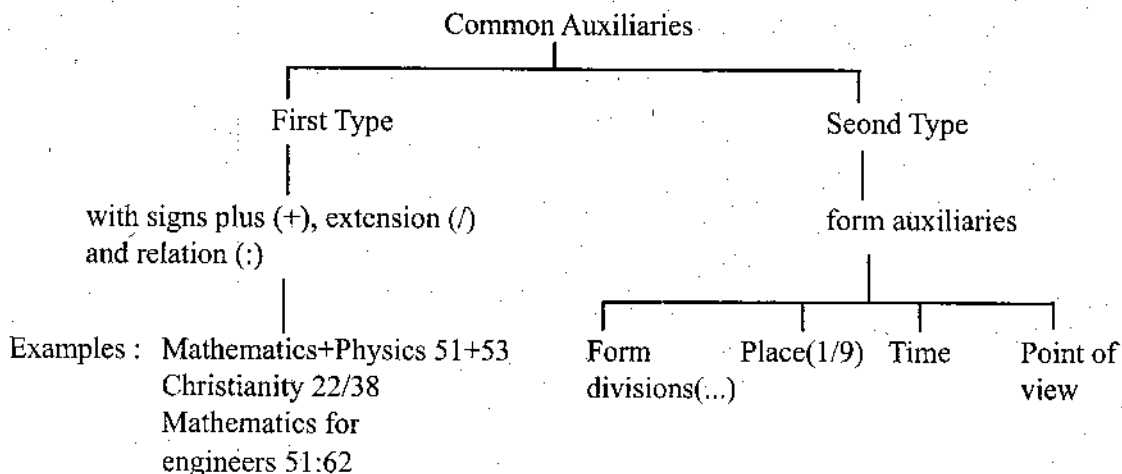 Common Auxiliaries
First Type
Seond Type
with signs plus (+), extension (/)
and relation (:)
form auxiliaries
Examples : Mathematics+Physics 51+53
Christianity 22/38
Mathematics for
engineers 51:62
Form
divisions(...)
Place(1/9)
Time
Point of
view